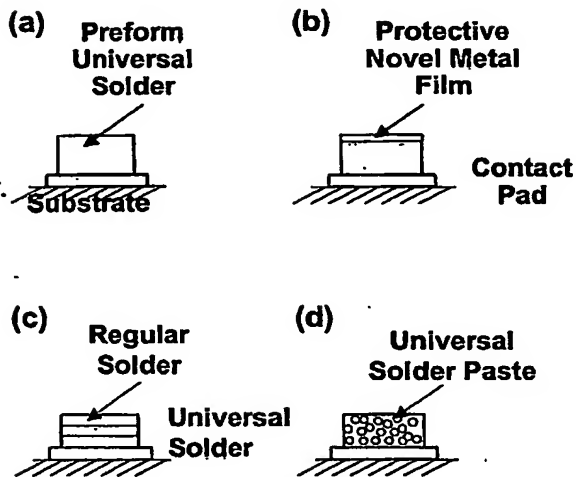 (a)
Preform
Universal
Solder
Substrate
(b)
Protective
Novel Metal
Film
Contact
Pad
(c)
Regular
Solder
Universal
Solder
(d)
Universal
Solder Paste